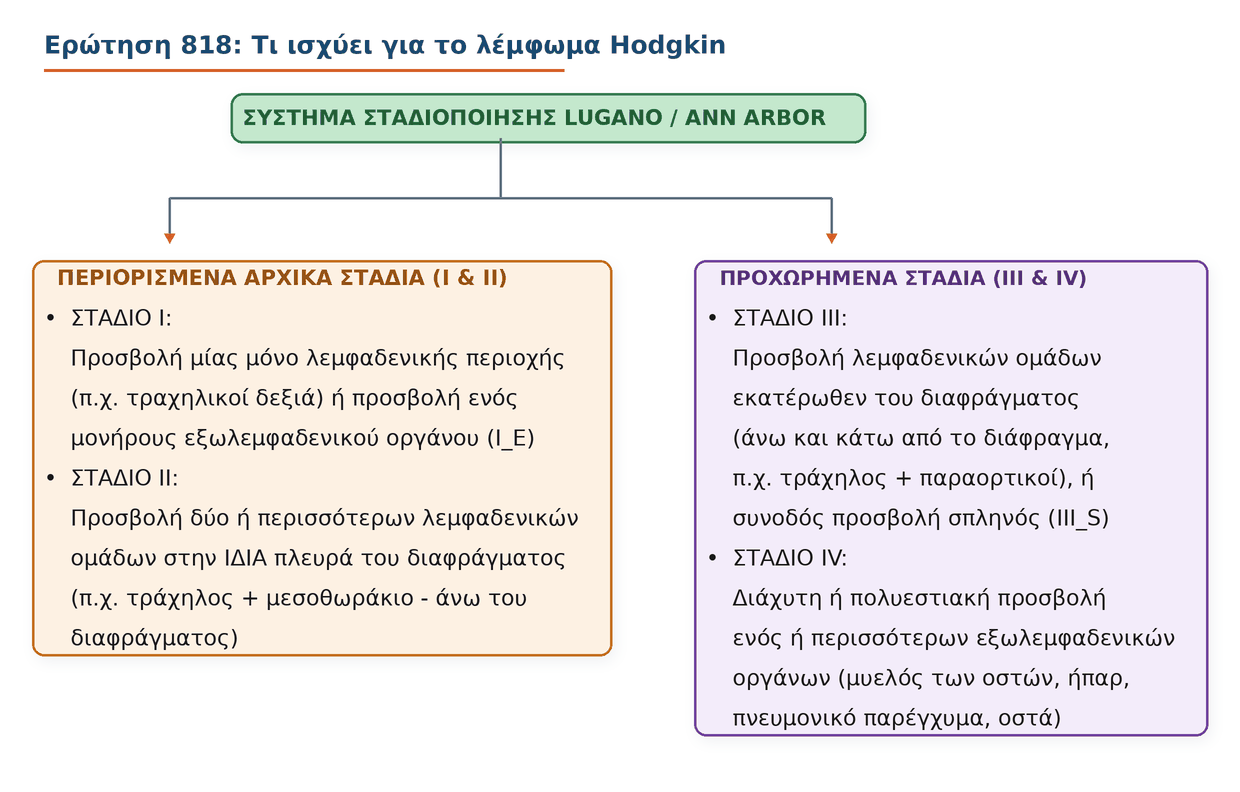 Ερώτηση 818: Τι ισχύει για το λέμφωμα Hodgkin
ΣΥΣΤΗΜΑ ΣΤΑΔΙΟΠΟΙΗΣΗΣ LUGANO / ANN ARBOR
ΠΕΡΙΟΡΙΣΜΕΝΑ ΑΡΧΙΚΑ ΣΤΑΔΙΑ (I & II)
• ΣΤΑΔΙΟ I:
Προσβολή μίας μόνο λεμφαδενικής περιοχής
(π.χ. τραχηλικοί δεξιά) ή προσβολή ενός
μονήρους εξωλεμφαδενικού οργάνου (I_E)
• ΣΤΑΔΙΟ II:
Προσβολή δύο ή περισσότερων λεμφαδενικών
ομάδων στην ΙΔΙΑ πλευρά του διαφράγματος
(π.χ. τράχηλος + μεσοθωράκιο - άνω του
διαφράγματος)
ΠΡΟΧΩΡΗΜΕΝΑ ΣΤΑΔΙΑ (III & IV)
• ΣΤΑΔΙΟ III:
Προσβολή λεμφαδενικών ομάδων
εκατέρωθεν του διαφράγματος
(άνω και κάτω από το διάφραγμα,
π.χ. τράχηλος + παραορτικοί), ή
συνοδός προσβολή σπληνός (III_S)
• ΣΤΑΔΙΟ IV:
Διάχυτη ή πολυεστιακή προσβολή
ενός ή περισσότερων εξωλεμφαδενικών
οργάνων (μυελός των οστών, ήπαρ,
πνευμονικό παρέγχυμα, οστά)